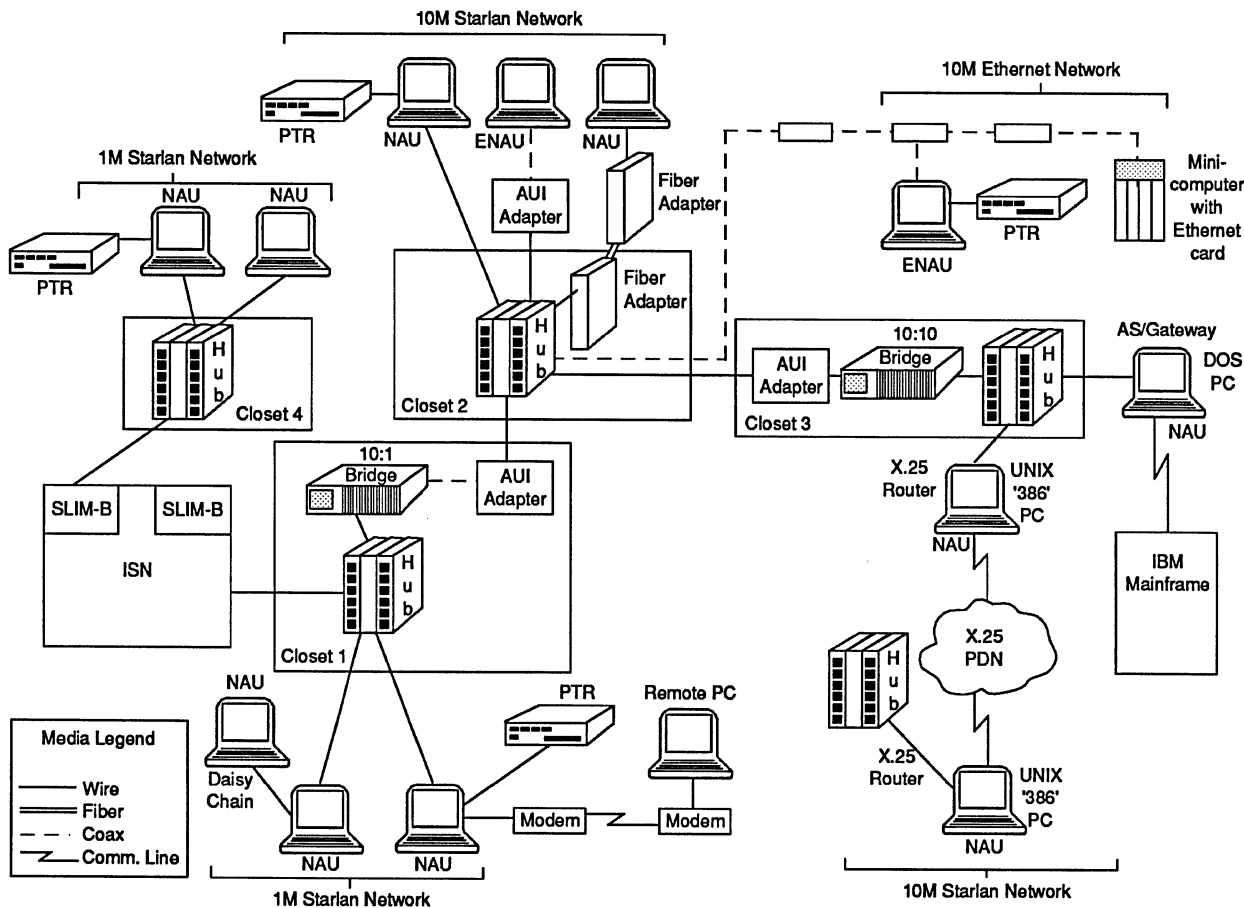 10M Starlan Network
PTR
NAU
ENAU
NAU
AUI
Adapter
Fiber
Adapter
Fiber
Adapter
10M Ethernet Network
ENAU
PTR
Mini-
computer
with
Ethernet
card
1M Starlan Network
NAU
NAU
PTR
Hub
Closet 4
Hub
Closet 2
10:10
Bridge
AUI
Adapter
Hub
Closet 3
AS/Gateway
DOS
PC
NAU
SLIM-B
SLIM-B
ISN
10:1
Bridge
AUI
Adapter
Hub
Closet 1
X.25
Router
UNIX
'386'
PC
NAU
IBM
Mainframe
X.25
PDN
Hub
X.25
Router
UNIX
'386'
PC
NAU
10M Starlan Network
NAU
Daisy
Chain
NAU
NAU
PTR
Remote PC
Modem
Modem
1M Starlan Network
Media Legend
Wire
Fiber
Coax
Comm. Line